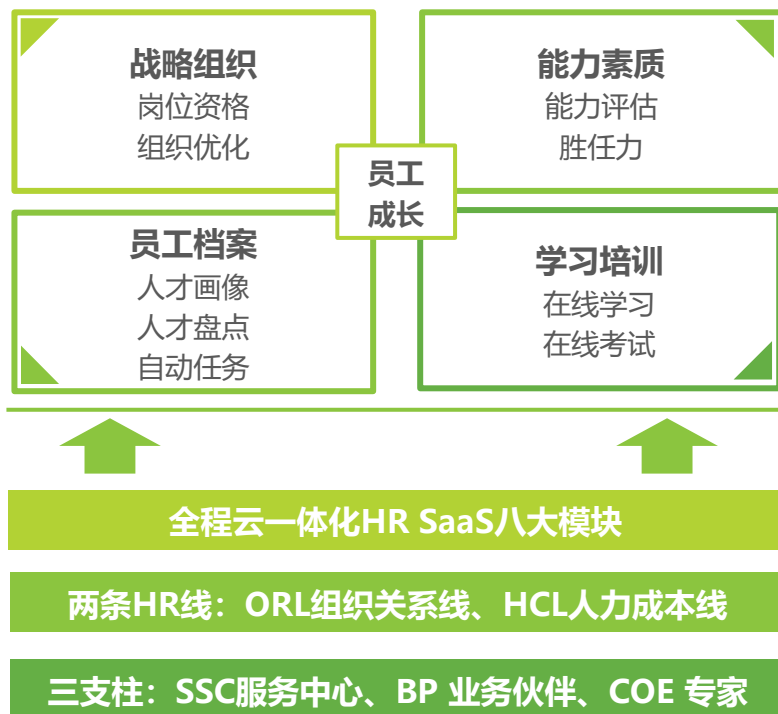 战略组织
岗位资格
组织优化
能力素质
能力评估
胜任力
员工
成长
员工档案
人才画像
人才盘点
自动任务
学习培训
在线学习
在线考试
全程云一体化HR SaaS八大模块
两条HR线：ORL组织关系线、HCL人力成本线
三支柱：SSC服务中心、BP 业务伙伴、COE 专家